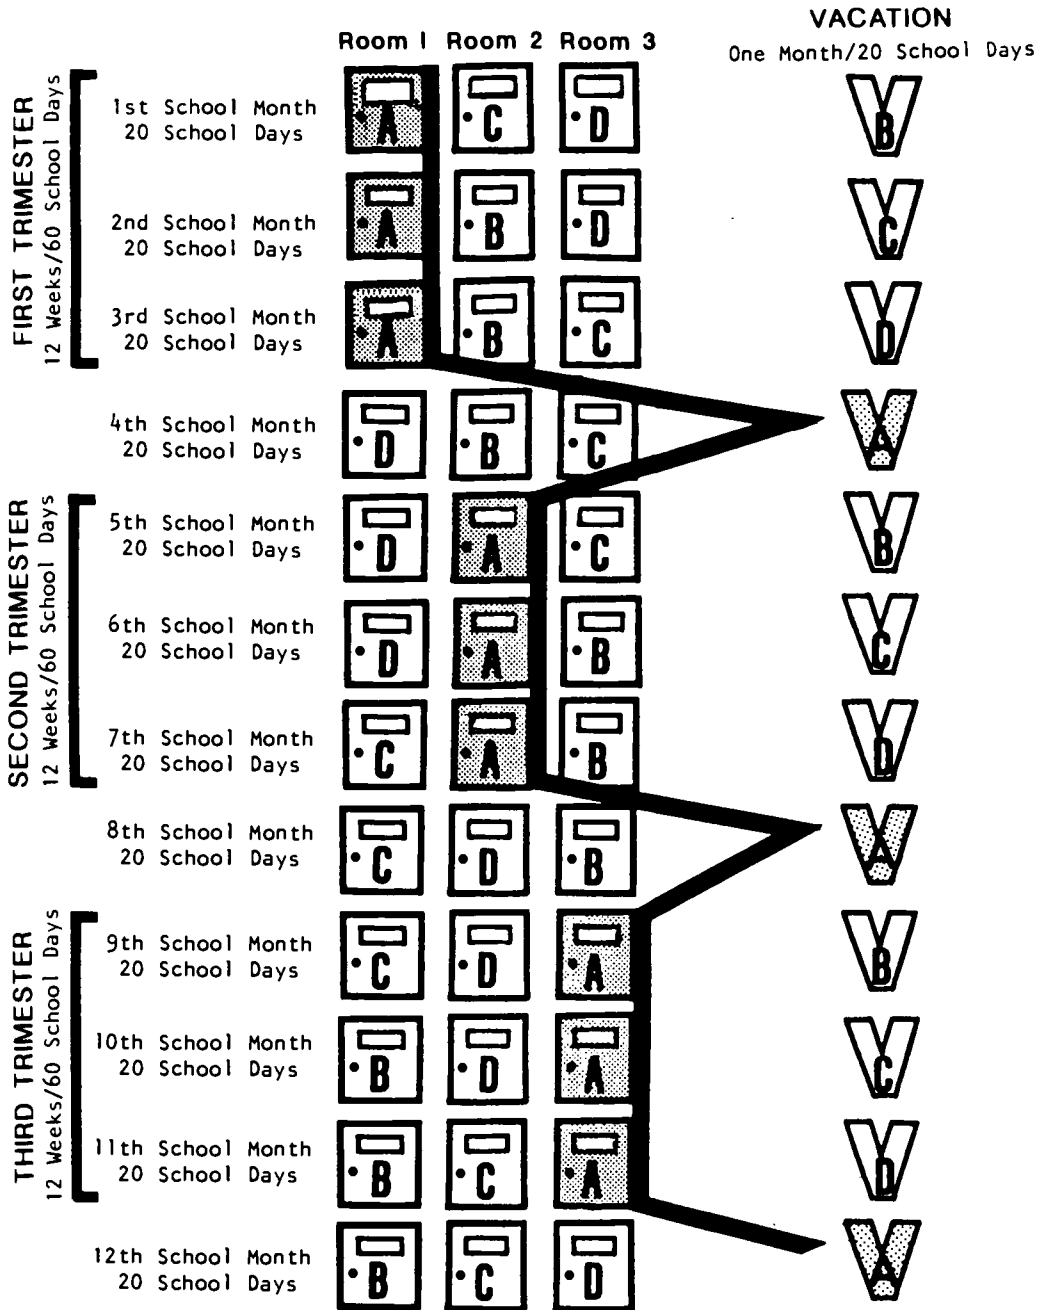 VACATION
One Month/20 School Days
Room 1 Room 2 Room 3
FIRST TRIMESTER
12 Weeks/60 School Days
1st School Month
20 School Days
A C D B
2nd School Month
20 School Days
A B D C
3rd School Month
20 School Days
A B C D
4th School Month
20 School Days
D B C A
SECOND TRIMESTER
12 Weeks/60 School Days
5th School Month
20 School Days
D A C B
6th School Month
20 School Days
D A B C
7th School Month
20 School Days
C A B D
8th School Month
20 School Days
C D B A
THIRD TRIMESTER
12 Weeks/60 School Days
9th School Month
20 School Days
C D A B
10th School Month
20 School Days
B D A C
11th School Month
20 School Days
B C A D
12th School Month
20 School Days
B C D A